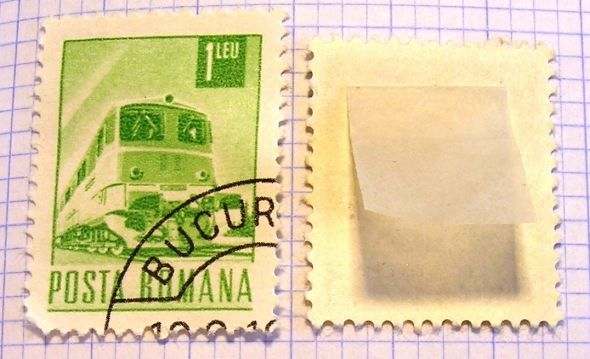 1 LEU
BUCUR
POSTA ROMANA